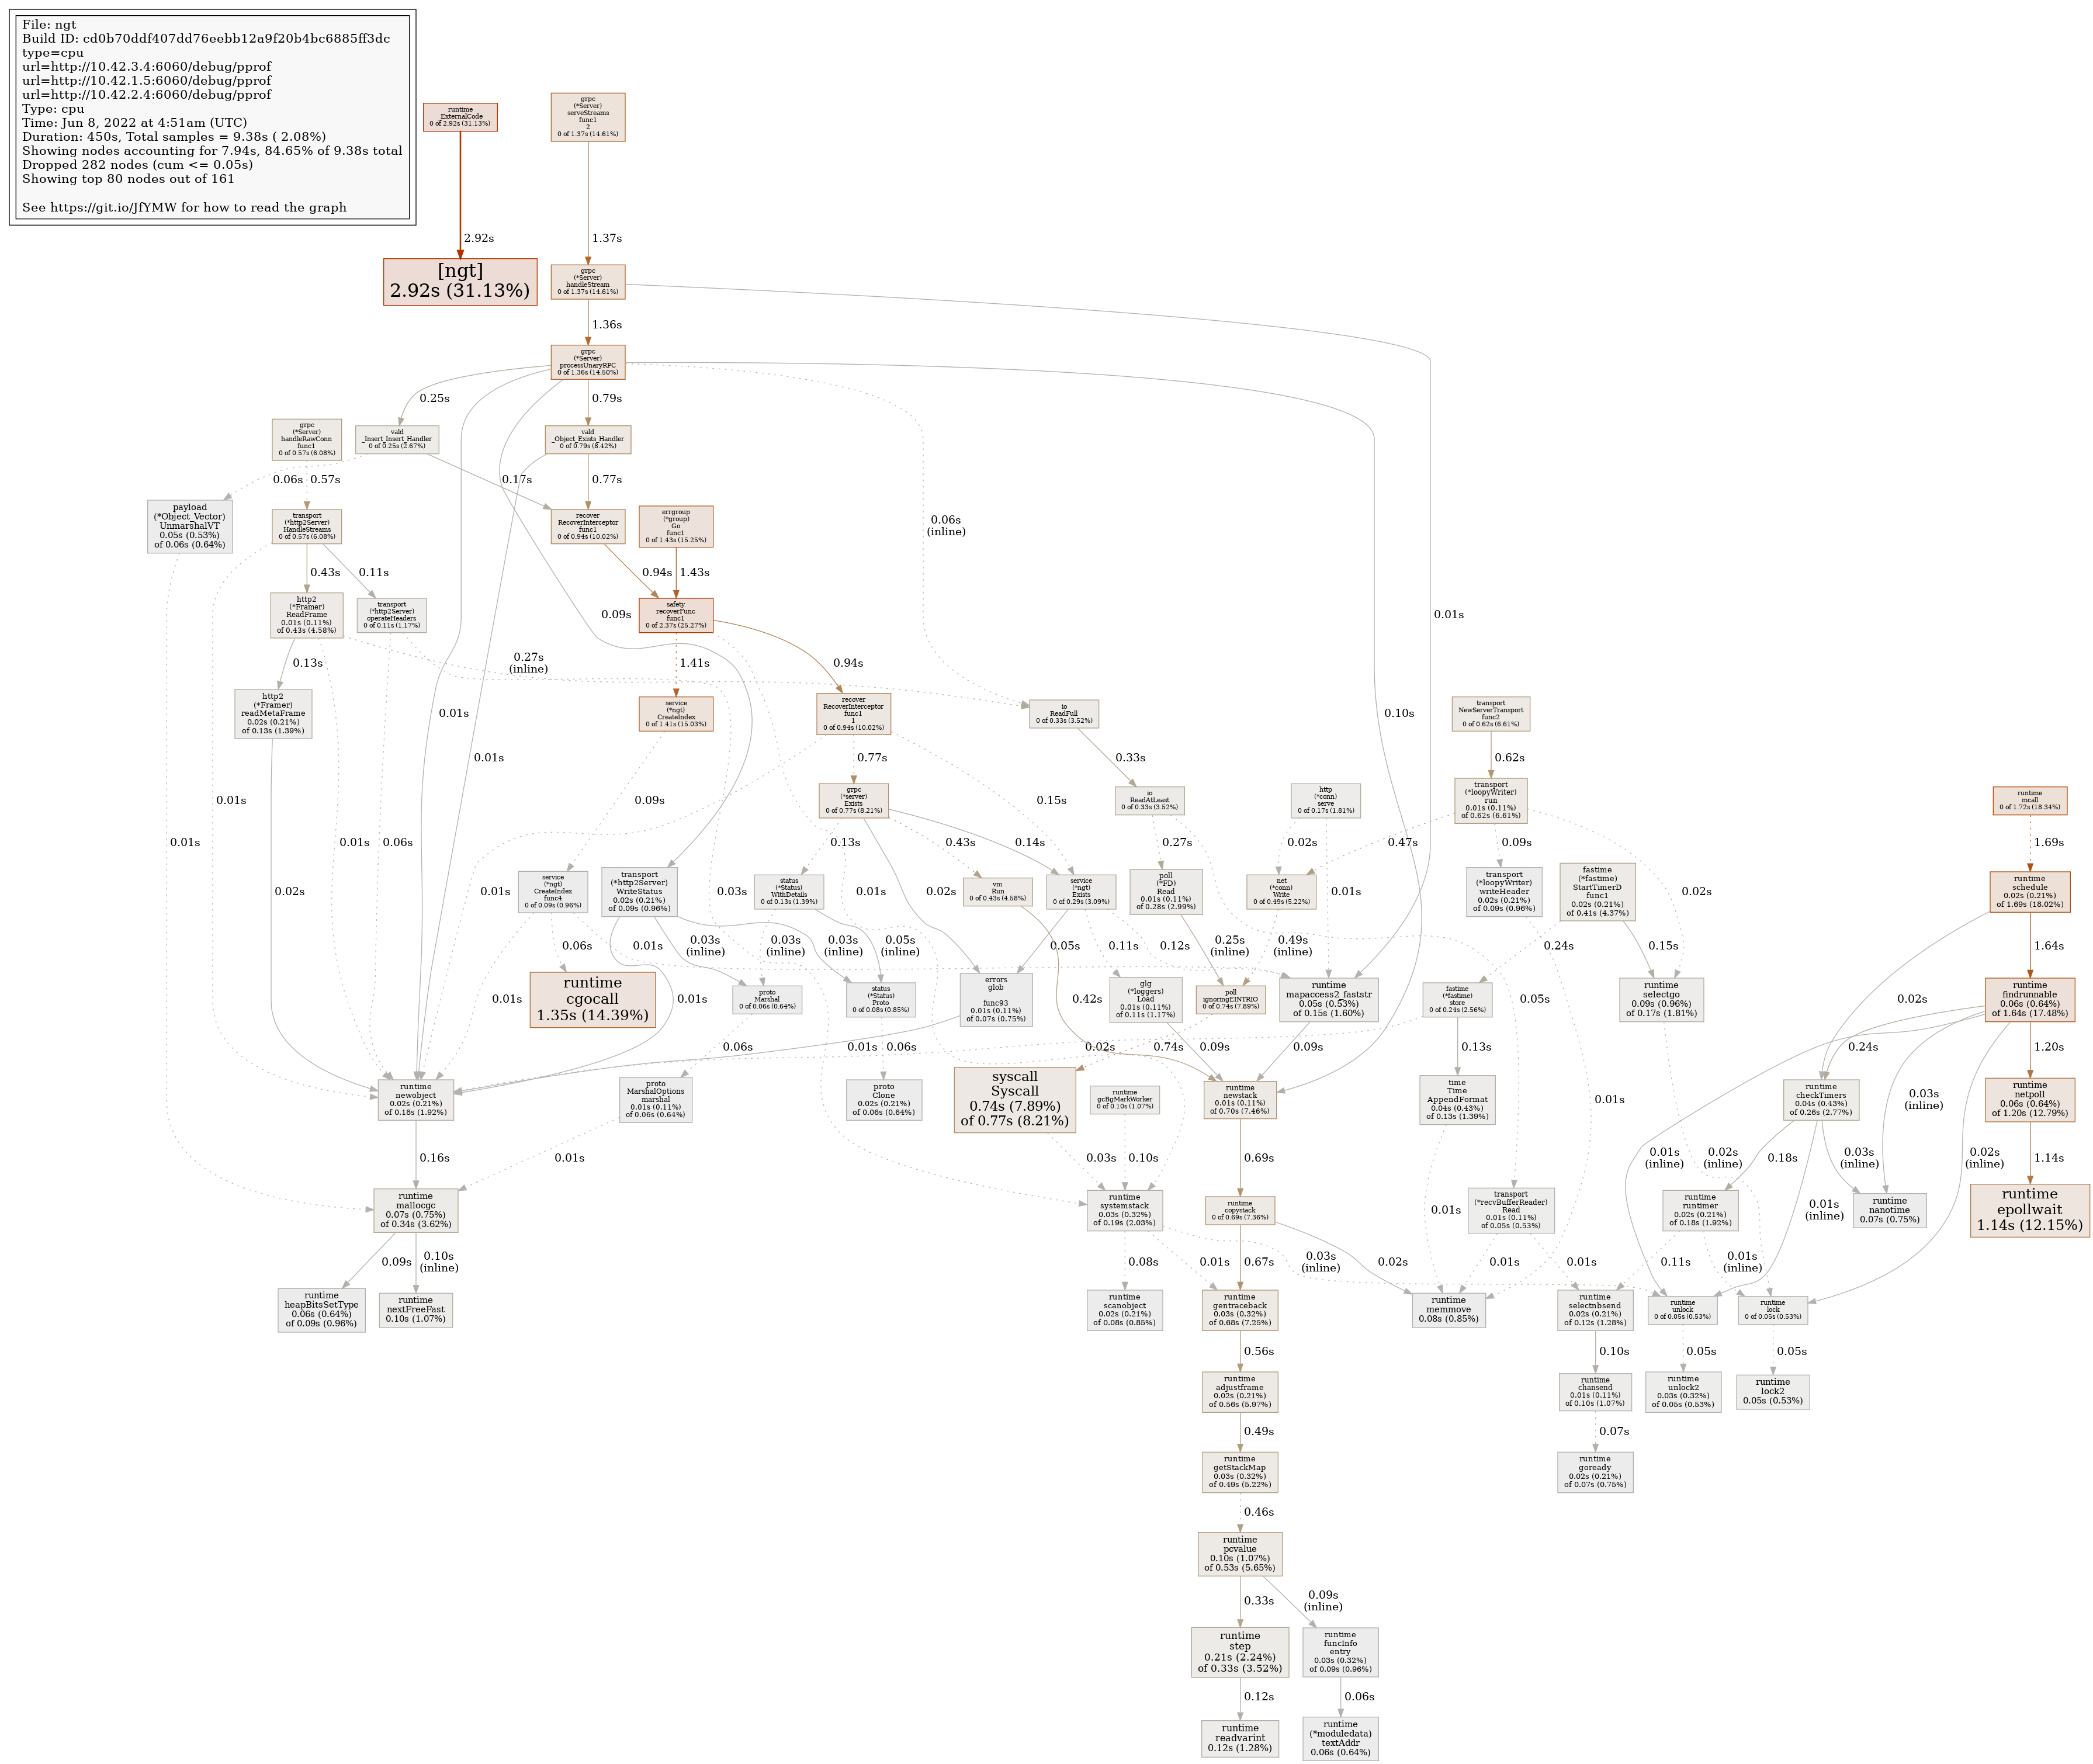 File: ngt
Build ID: cd0b70ddf407dd76eebb12a9f20b4bc6885ff3dc
type=cpu
url=http://10.42.3.4:6060/debug/pprof
url=http://10.42.1.5:6060/debug/pprof
url=http://10.42.2.4:6060/debug/pprof
Type: cpu
Time: Jun 8, 2022 at 4:51am (UTC)
Duration: 450s, Total samples = 9.38s ( 2.08%)
Showing nodes accounting for 7.94s, 84.65% of 9.38s total
Dropped 282 nodes (cum <= 0.05s)
Showing top 80 nodes out of 161
See https://git.io/JfYMW for how to read the graph
runtime
_ExternalCode
0 of 2.92s (31.13%)
grpc
(*Server)
serveStreams
func1
2
0 of 1.37s (14.61%)
2.92s
1.37s
[ngt]
2.92s (31.13%)
grpc
(*Server)
handleStream
0 of 1.37s (14.61%)
1.36s
grpc
(*Server)
processUnaryRPC
0 of 1.36s (14.50%)
0.25s
0.79s
grpc
(*Server)
handleRawConn
func1
0 of 0.57s (6.08%)
vald
_Insert_Insert_Handler
0 of 0.25s (2.67%)
vald
_Object_Exists_Handler
0 of 0.79s (8.42%)
0.06s
0.57s
0.17s
0.77s
payload
(*Object_Vector)
UnmarshalVT
0.05s (0.53%)
of 0.06s (0.64%)
transport
(*http2Server)
HandleStreams
0 of 0.57s (6.08%)
recover
RecoverInterceptor
func1
0 of 0.94s (10.02%)
errgroup
(*group)
Go
func1
0 of 1.43s (15.25%)
0.06s
(inline)
0.43s
0.11s
0.94s
1.43s
http2
(*Framer)
ReadFrame
0.01s (0.11%)
of 0.43s (4.58%)
transport
(*http2Server)
operateHeaders
0 of 0.11s (1.17%)
0.09s
safety
recoverFunc
func1
0 of 2.37s (25.27%)
0.01s
0.13s
0.27s
(inline)
1.41s
0.94s
http2
(*Framer)
readMetaFrame
0.02s (0.21%)
of 0.13s (1.39%)
0.01s
service
(*ngt)
CreateIndex
0 of 1.41s (15.03%)
recover
RecoverInterceptor
func1
1
0 of 0.94s (10.02%)
io
ReadFull
0 of 0.33s (3.52%)
0.10s
transport
NewServerTransport
func2
0 of 0.62s (6.61%)
0.01s
0.77s
0.33s
0.62s
0.01s
0.01s
0.01s
0.06s
0.09s
grpc
(*server)
Exists
0 of 0.77s (8.21%)
0.15s
io
ReadAtLeast
0 of 0.33s (3.52%)
http
(*conn)
serve
0 of 0.17s (1.81%)
transport
(*loopyWriter)
run
0.01s (0.11%)
of 0.62s (6.61%)
runtime
mcall
0 of 1.72s (18.34%)
0.13s
0.43s
0.14s
0.27s
0.02s
0.47s
0.09s
1.69s
0.02s
service
(*ngt)
CreateIndex
func4
0 of 0.09s (0.96%)
0.01s
transport
(*http2Server)
WriteStatus
0.02s (0.21%)
of 0.09s (0.96%)
0.03s
status
(*Status)
WithDetails
0 of 0.13s (1.39%)
0.01s
0.02s
vm
Run
0 of 0.43s (4.58%)
service
(*ngt)
Exists
0 of 0.29s (3.09%)
poll
(*FD)
Read
0.01s (0.11%)
of 0.28s (2.99%)
net
(*conn)
Write
0 of 0.49s (5.22%)
0.01s
transport
(*loopyWriter)
writeHeader
0.02s (0.21%)
of 0.09s (0.96%)
fastime
(*fastime)
StartTimerD
func1
0.02s (0.21%)
of 0.41s (4.37%)
0.02s
runtime
schedule
0.02s (0.21%)
of 1.69s (18.02%)
0.06s
0.01s
0.03s
(inline)
0.03s
(inline)
0.03s
(inline)
0.05s
(inline)
0.05s
0.11s
0.12s
0.25s
(inline)
0.49s
(inline)
0.24s
0.15s
1.64s
0.01s
runtime
cgocall
1.35s (14.39%)
0.01s
proto
Marshal
0 of 0.06s (0.64%)
status
(*Status)
Proto
0 of 0.08s (0.85%)
errors
glob
func93
0.01s (0.11%)
of 0.07s (0.75%)
0.42s
glg
(*loggers)
Load
0.01s (0.11%)
of 0.11s (1.17%)
poll
ignoringEINTRIO
0 of 0.74s (7.89%)
runtime
mapaccess2_faststr
0.05s (0.53%)
of 0.15s (1.60%)
fastime
(*fastime)
store
0 of 0.24s (2.56%)
0.05s
runtime
selectgo
0.09s (0.96%)
of 0.17s (1.81%)
0.02s
runtime
findrunnable
0.06s (0.64%)
of 1.64s (17.48%)
0.02s
0.06s
0.06s
0.01s
0.02s
0.74s
0.09s
0.09s
0.13s
0.24s
0.03s
(inline)
1.20s
runtime
newobject
0.02s (0.21%)
of 0.18s (1.92%)
proto
MarshalOptions
marshal
0.01s (0.11%)
of 0.06s (0.64%)
proto
Clone
0.02s (0.21%)
of 0.06s (0.64%)
syscall
Syscall
0.74s (7.89%)
of 0.77s (8.21%)
runtime
gcBgMarkWorker
0 of 0.10s (1.07%)
runtime
newstack
0.01s (0.11%)
of 0.70s (7.46%)
time
Time
AppendFormat
0.04s (0.43%)
of 0.13s (1.39%)
0.01s
runtime
checkTimers
0.04s (0.43%)
of 0.26s (2.77%)
runtime
netpoll
0.06s (0.64%)
of 1.20s (12.79%)
0.16s
0.01s
0.03s
0.10s
0.69s
0.01s
(inline)
0.02s
(inline)
0.18s
0.03s
(inline)
0.02s
(inline)
1.14s
runtime
mallocgc
0.07s (0.75%)
of 0.34s (3.62%)
runtime
systemstack
0.03s (0.32%)
of 0.19s (2.03%)
runtime
copystack
0 of 0.69s (7.36%)
0.01s
transport
(*recvBufferReader)
Read
0.01s (0.11%)
of 0.05s (0.53%)
runtime
runtimer
0.02s (0.21%)
of 0.18s (1.92%)
0.01s
(inline)
runtime
nanotime
0.07s (0.75%)
runtime
epollwait
1.14s (12.15%)
0.09s
0.10s
(inline)
0.08s
0.01s
0.67s
0.03s
(inline)
0.02s
0.01s
0.01s
0.11s
0.01s
(inline)
runtime
heapBitsSetType
0.06s (0.64%)
of 0.09s (0.96%)
runtime
nextFreeFast
0.10s (1.07%)
runtime
scanobject
0.02s (0.21%)
of 0.08s (0.85%)
runtime
gentraceback
0.03s (0.32%)
of 0.68s (7.25%)
runtime
memmove
0.08s (0.85%)
runtime
selectnbsend
0.02s (0.21%)
of 0.12s (1.28%)
runtime
unlock
0 of 0.05s (0.53%)
runtime
lock
0 of 0.05s (0.53%)
0.56s
0.10s
0.05s
0.05s
runtime
adjustframe
0.02s (0.21%)
of 0.56s (5.97%)
runtime
chansend
0.01s (0.11%)
of 0.10s (1.07%)
runtime
unlock2
0.03s (0.32%)
of 0.05s (0.53%)
runtime
lock2
0.05s (0.53%)
0.49s
0.07s
runtime
getStackMap
0.03s (0.32%)
of 0.49s (5.22%)
runtime
goready
0.02s (0.21%)
of 0.07s (0.75%)
0.46s
runtime
pcvalue
0.10s (1.07%)
of 0.53s (5.65%)
0.33s
0.09s
(inline)
runtime
step
0.21s (2.24%)
of 0.33s (3.52%)
runtime
funcInfo
entry
0.03s (0.32%)
of 0.09s (0.96%)
0.12s
0.06s
runtime
readvarint
0.12s (1.28%)
runtime
(*moduledata)
textAddr
0.06s (0.64%)